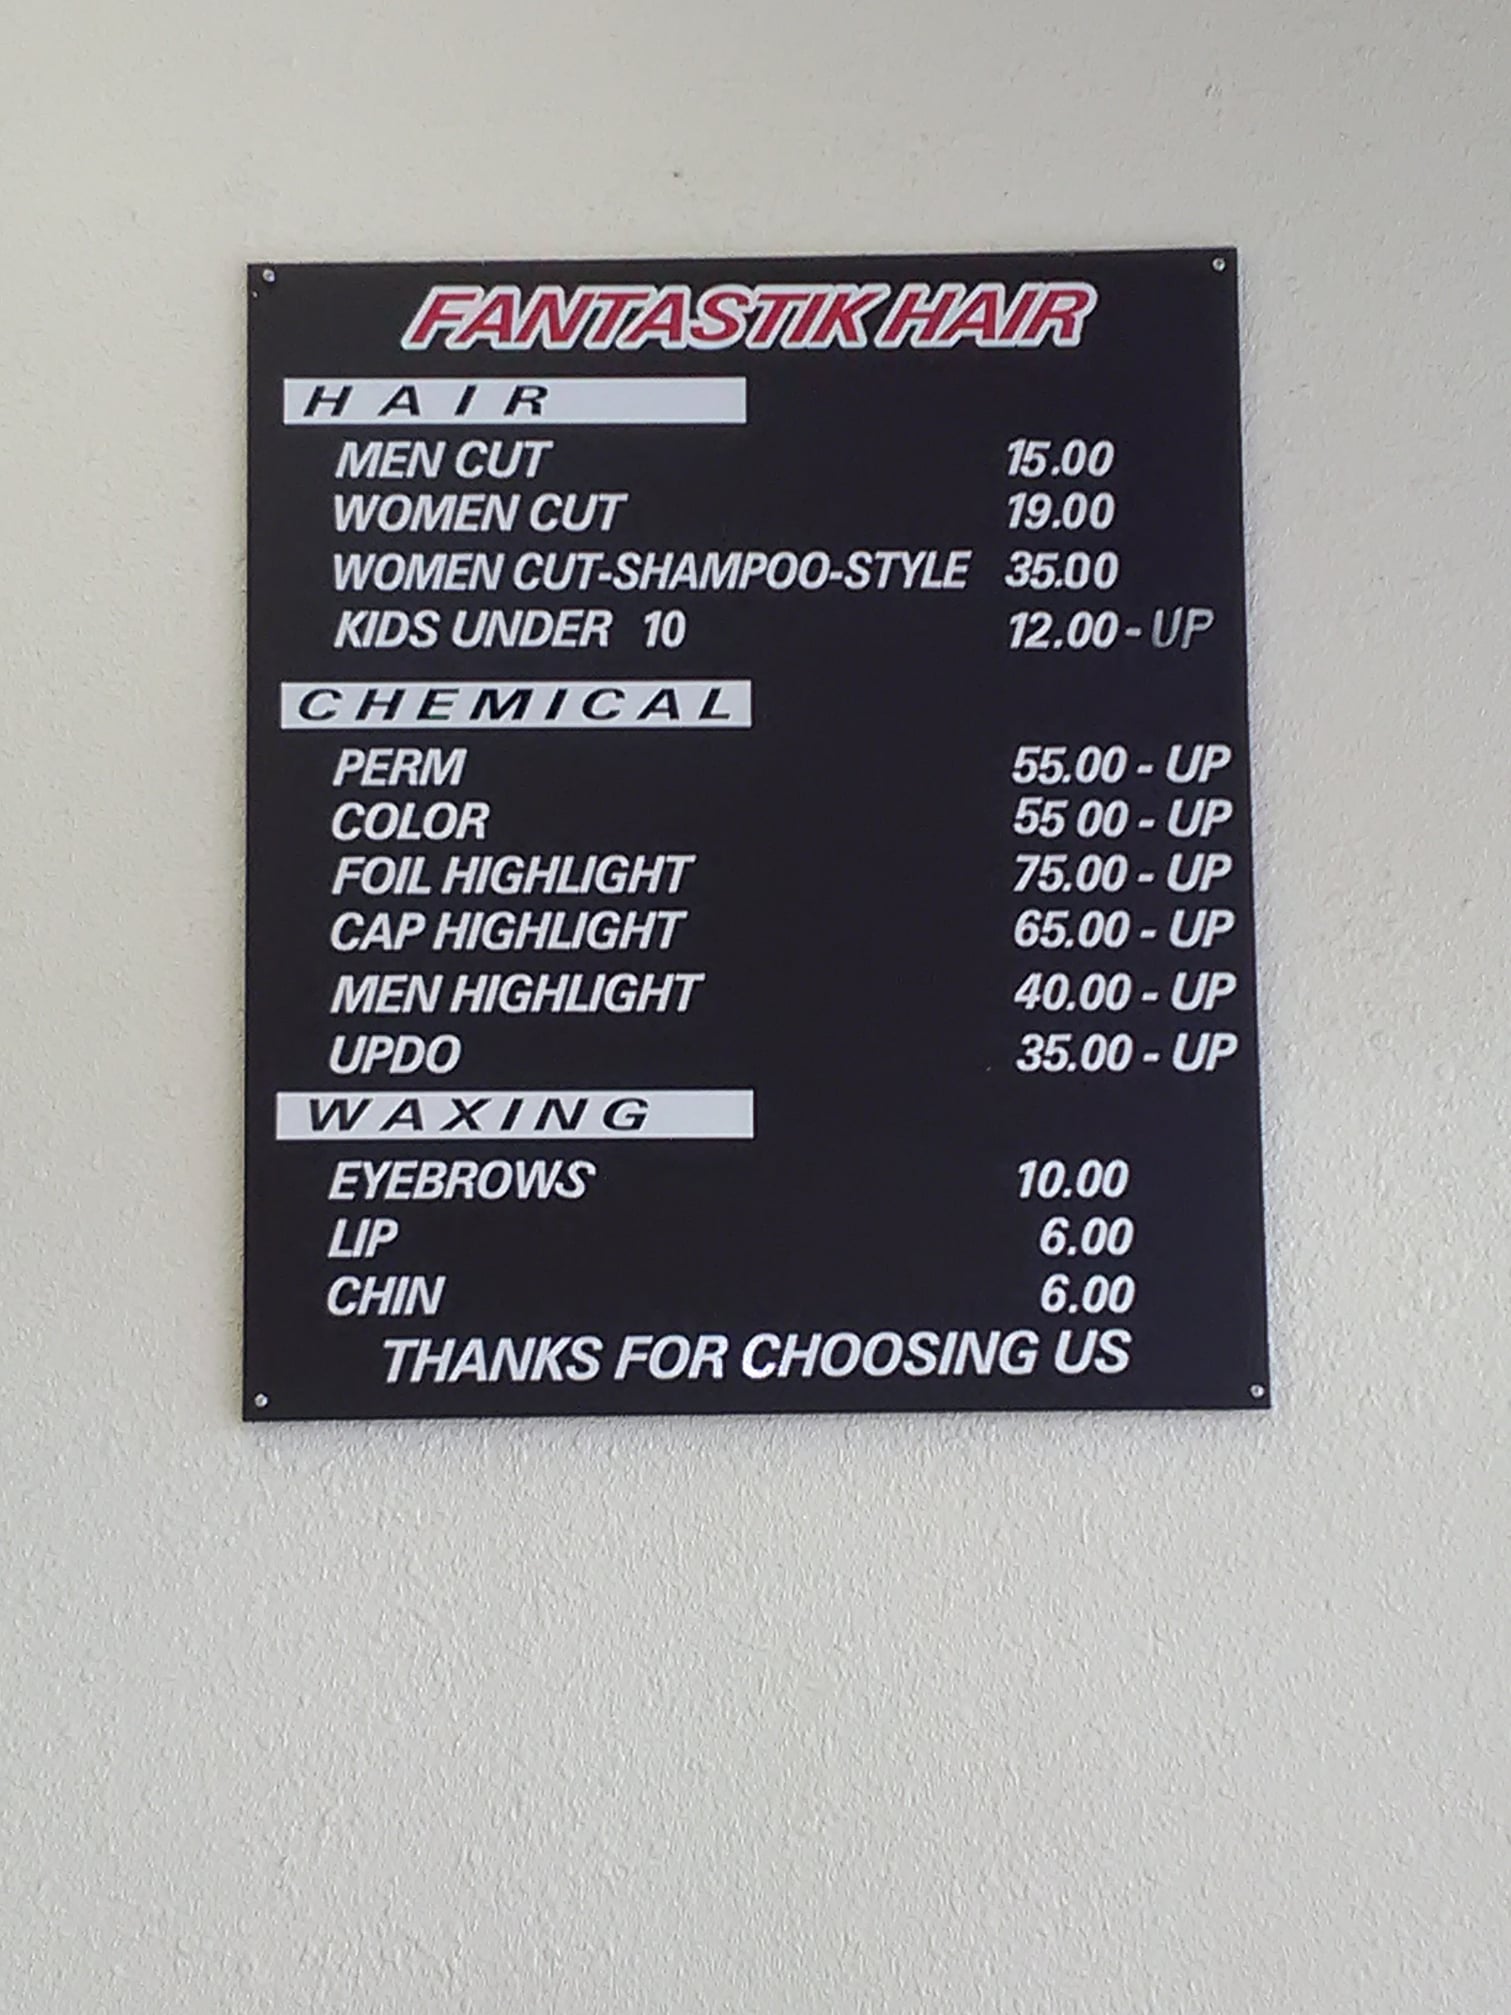 FANTASTIK HAIR
HAIR
MEN CUT 15.00
WOMEN CUT 19.00
WOMEN CUT-SHAMPOO-STYLE 35.00
KIDS UNDER 10 12.00 - UP
CHEMICAL
PERM 55.00 - UP
COLOR 55 00 - UP
FOIL HIGHLIGHT 75.00 - UP
CAP HIGHLIGHT 65.00 - UP
MEN HIGHLIGHT 40.00 - UP
UPDO 35.00 - UP
WAXING
EYEBROWS 10.00
LIP 6.00
CHIN 6.00
THANKS FOR CHOOSING US